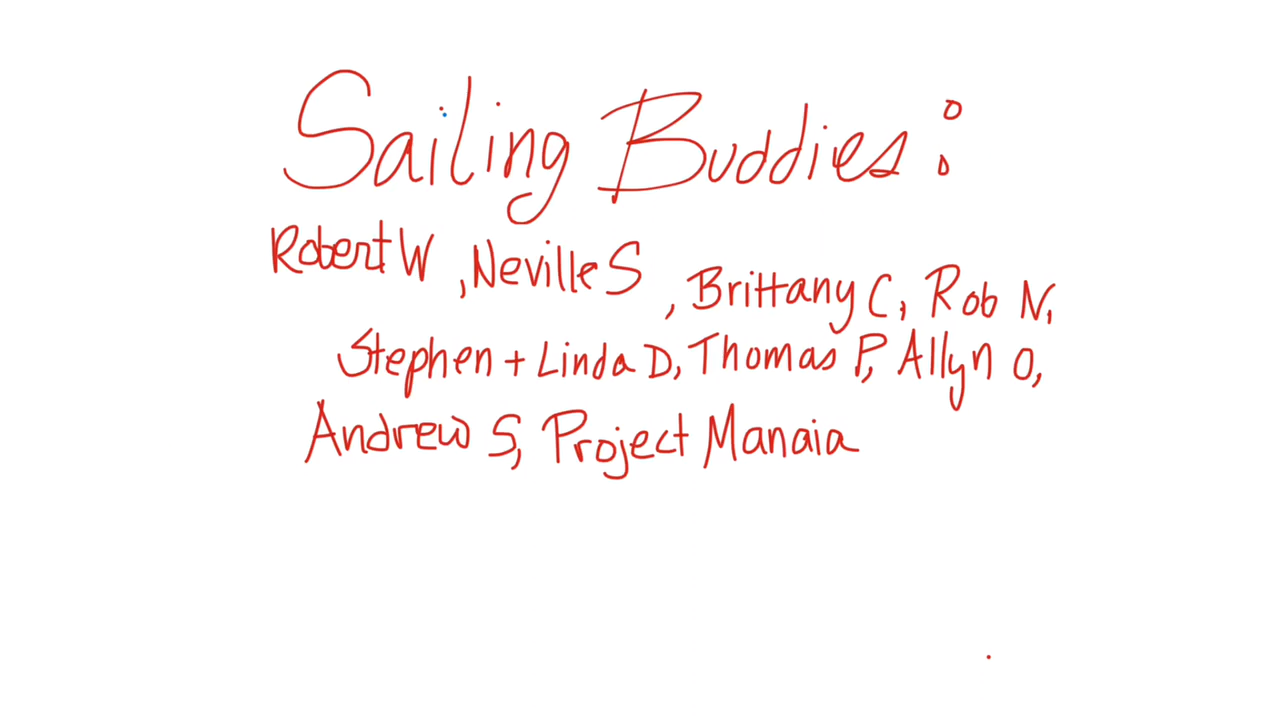 Sailing Buddies:
Robert W, Neville S, Brittany C, Rob N,
Stephen + Linda D, Thomas P, Allyn O,
Andrew S, Project Manaia